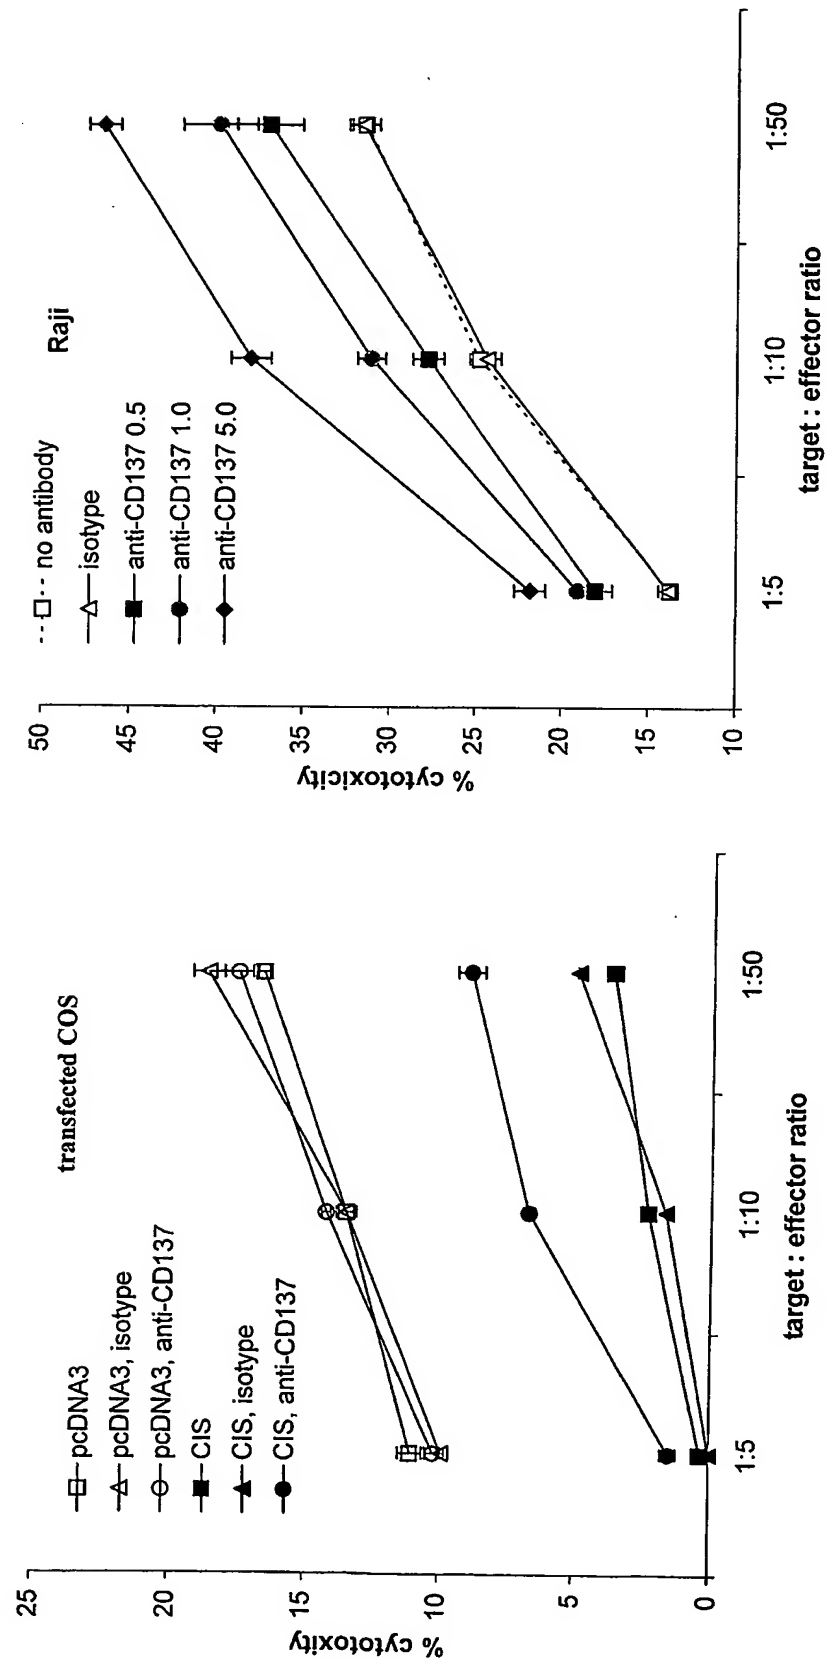 transfected COS
pcDNA3
pcDNA3, isotype
pcDNA3, anti-CD137
CIS
CIS, isotype
CIS, anti-CD137
% cytotoxicity
25
20
15
10
5
0
1:5
1:10
1:50
target : effector ratio
Raji
no antibody
isotype
anti-CD137 0.5
anti-CD137 1.0
anti-CD137 5.0
% cytotoxicity
50
45
40
35
30
25
20
15
10
1:5
1:10
1:50
target : effector ratio